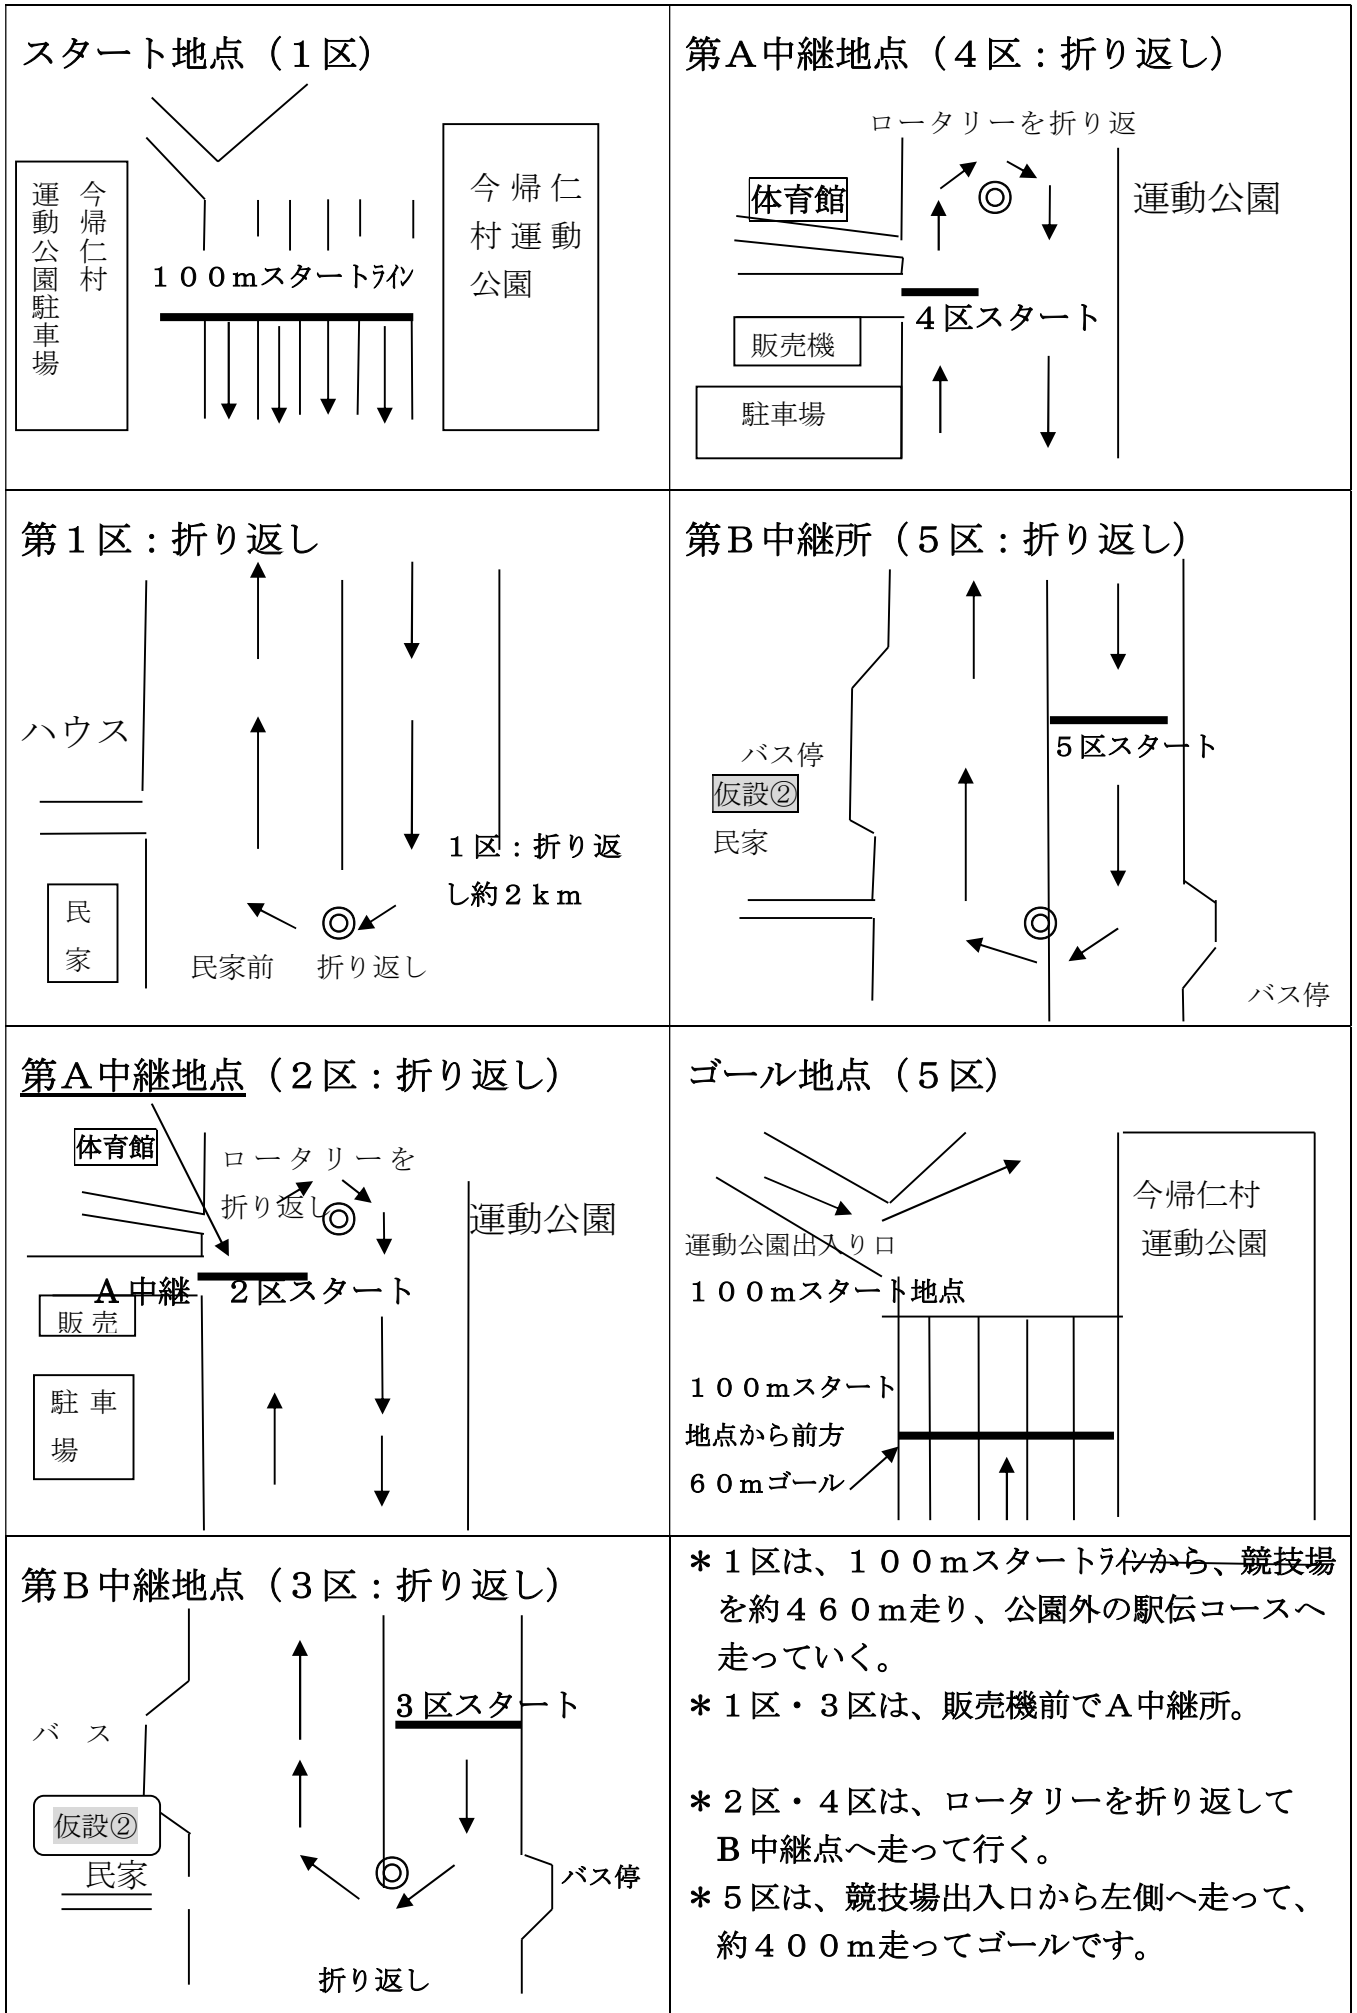 スタート地点（１区）
今帰仁村
運動公園駐車場
１００ｍスタートﾗｲﾝ
今帰仁
村運動
公園
第Ａ中継地点（４区：折り返し）
ロータリーを折り返
体育館
運動公園
４区スタート
販売機
駐車場
第１区：折り返し
ハウス
１区：折り返
し約２ｋｍ
民
家
民家前
折り返し
第Ｂ中継所（５区：折り返し）
バス停
５区スタート
仮設②
民家
バス停
第Ａ中継地点（２区：折り返し）
体育館
ロータリーを
折り返し
運動公園
Ａ中継
２区スタート
販売
駐車
場
ゴール地点（５区）
今帰仁村
運動公園
運動公園出入り口
１００ｍスタート地点
１００ｍスタート
地点から前方
６０ｍゴール
第Ｂ中継地点（３区：折り返し）
３区スタート
バス
仮設②
民家
バス停
折り返し
＊１区は、１００ｍスタートﾗｲﾝから、競技場
を約４６０ｍ走り、公園外の駅伝コースへ
走っていく。
＊１区・３区は、販売機前でＡ中継所。
＊２区・４区は、ロータリーを折り返して
Ｂ中継点へ走って行く。
＊５区は、競技場出入口から左側へ走って、
約４００ｍ走ってゴールです。